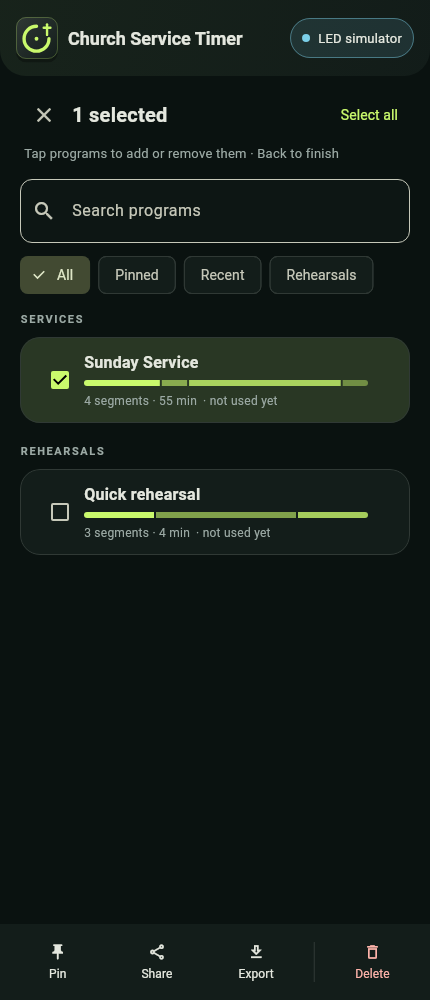 Church Service Timer
LED simulator
1 selected
Select all
Tap programs to add or remove them · Back to finish
Search programs
All
Pinned
Recent
Rehearsals
SERVICES
Sunday Service
4 segments · 55 min · not used yet
REHEARSALS
Quick rehearsal
3 segments · 4 min · not used yet
Pin
Share
Export
Delete